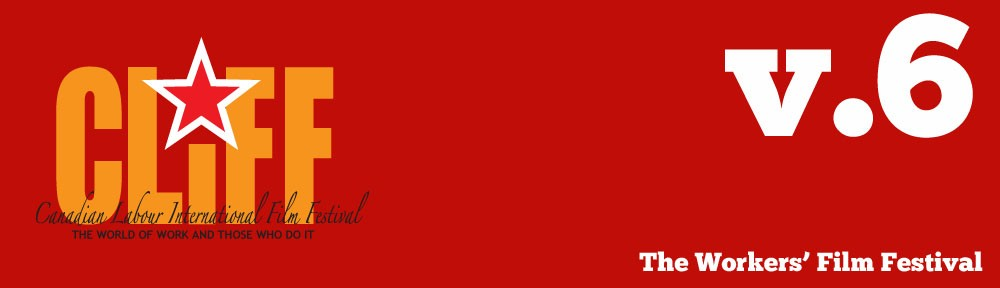 CLiFF
Canadian Labour International Film Festival
THE WORLD OF WORK AND THOSE WHO DO IT
v.6
The Workers’ Film Festival